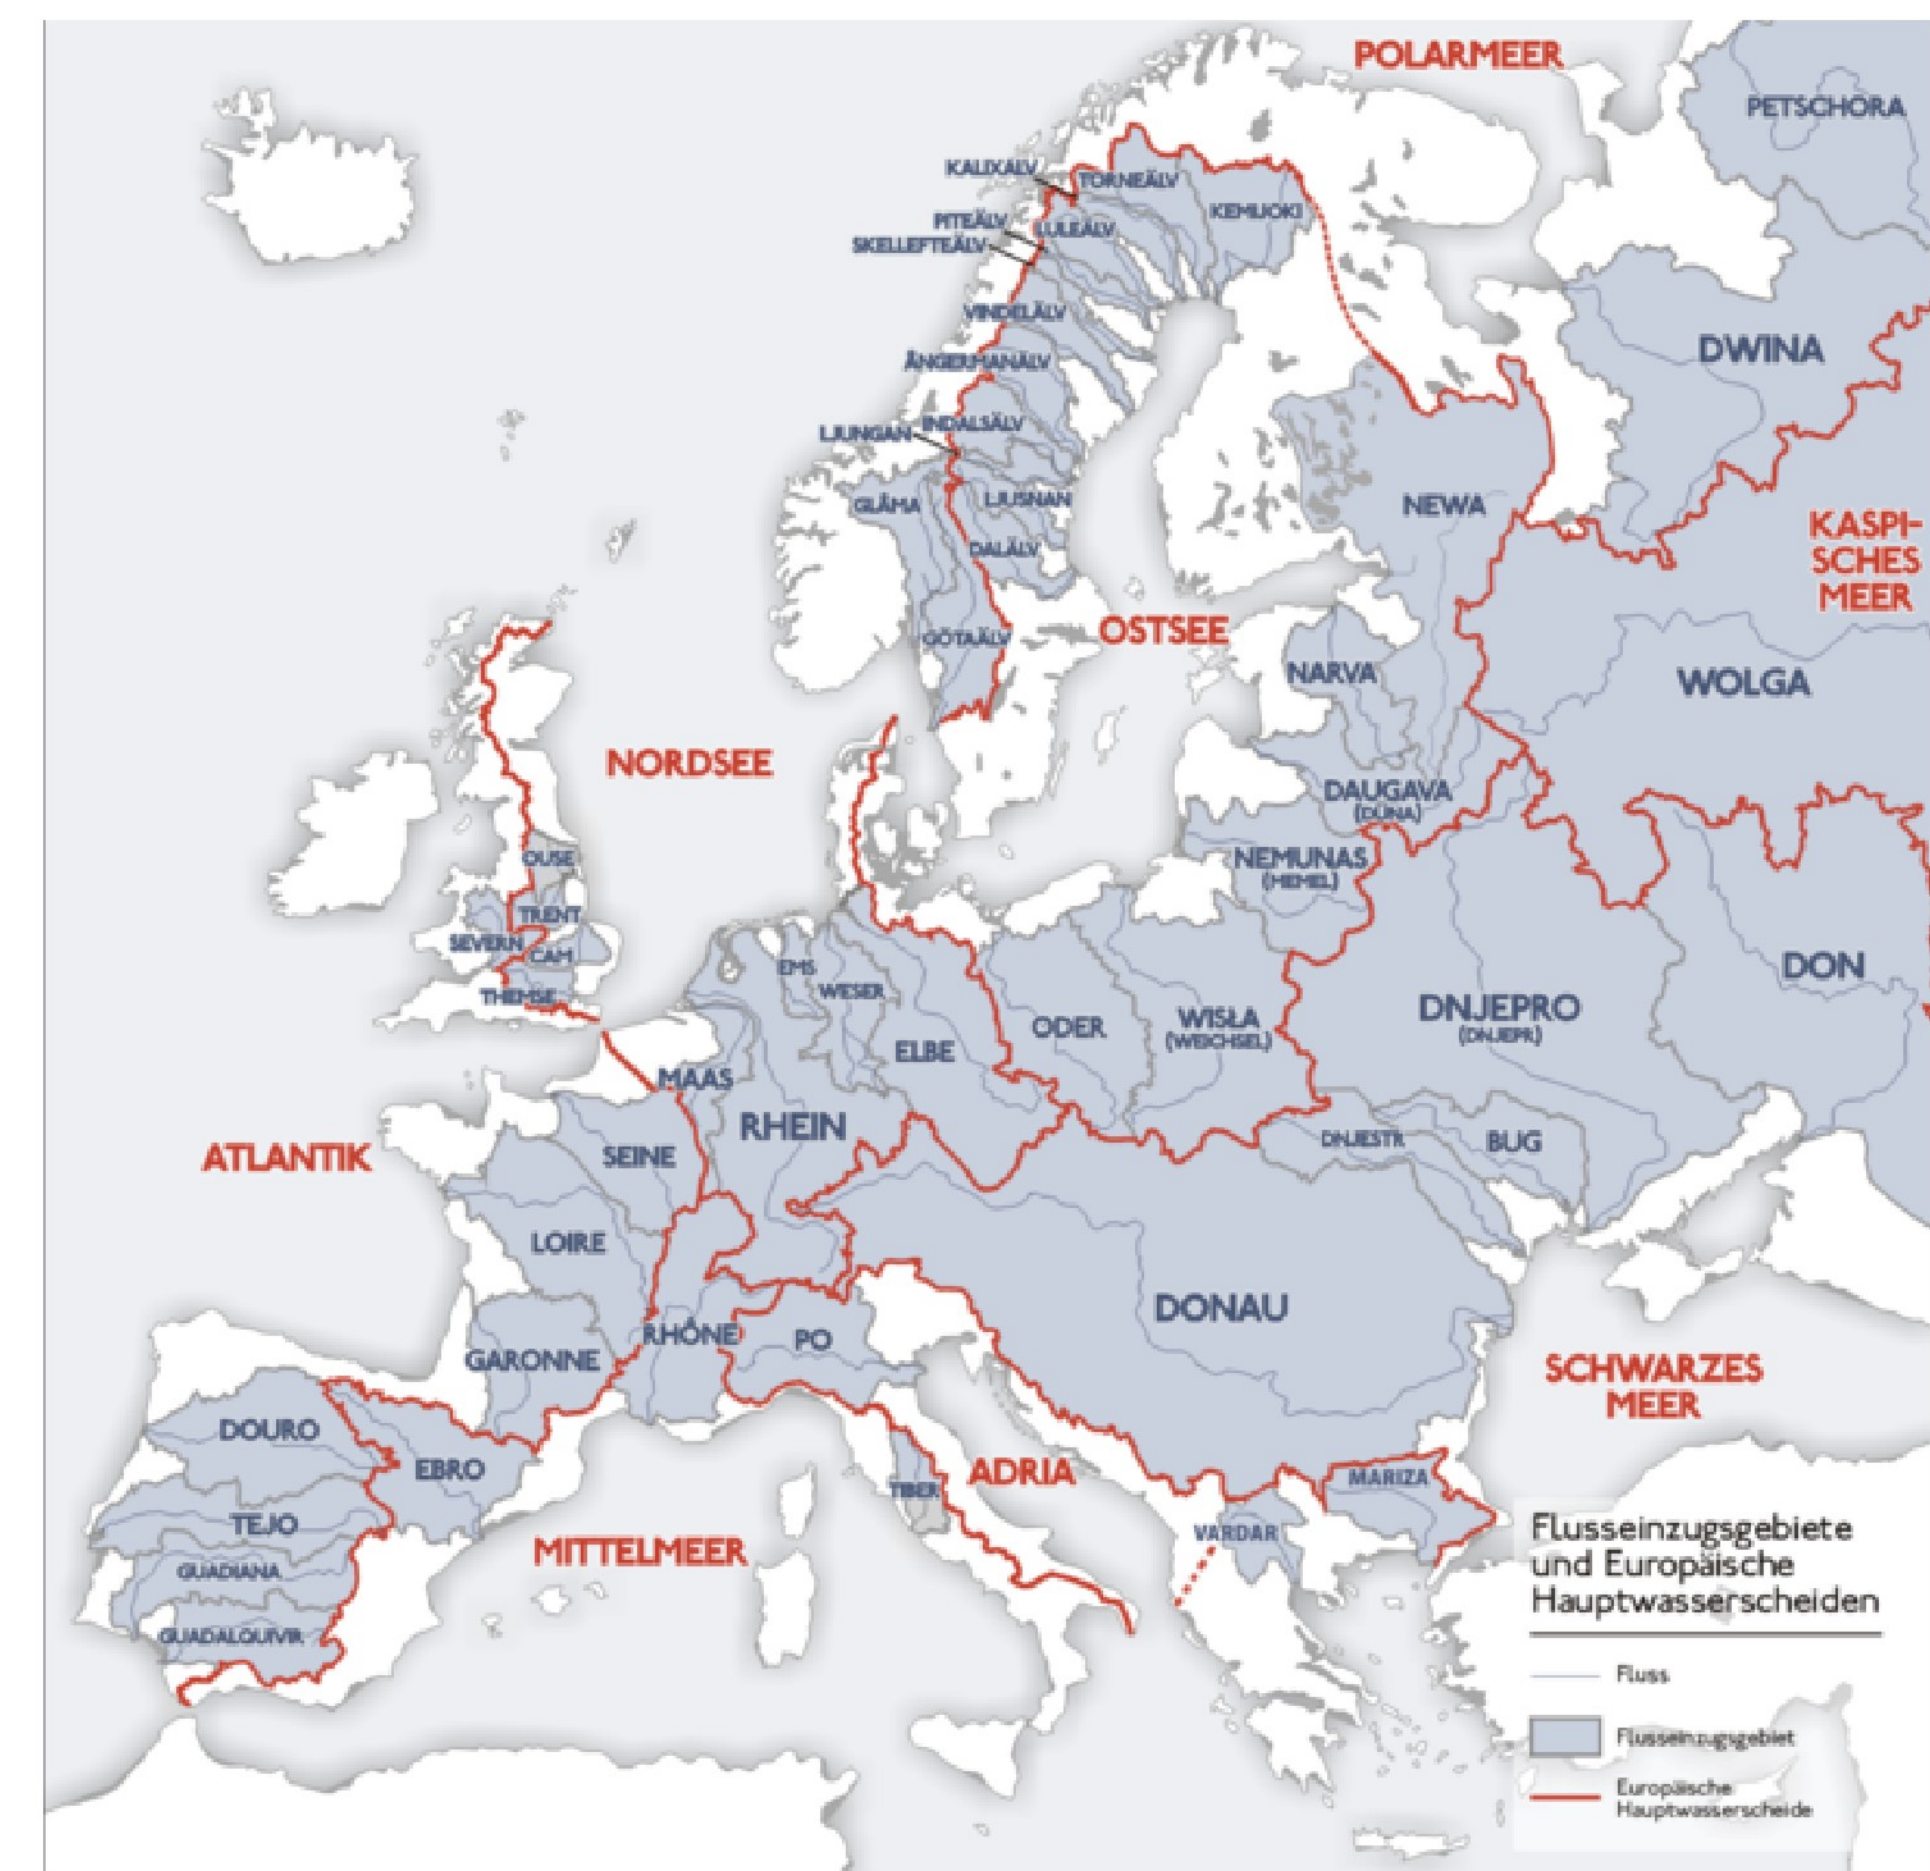 POLARMEER
PETSCHORA
KALIXÄLV
TORNEÄLV
PITEÄLV
KEMIJOKI
LULEÄLV
SKELLEFTEÄLV
VINDELÄLV
DWINA
ÅNGERMANÄLV
INDALSÄLV
LJUNGAN
LJUSNAN
GLÅMA
NEWA
KASPI-
SCHES
MEER
DALÄLV
OSTSEE
GÖTAÄLV
NARVA
WOLGA
NORDSEE
DAUGAVA
(DÜNA)
OUSE
NEMUNAS
(MEMEL)
TRENT
SEVERN
CAM
EMS
WESER
DON
THEMSE
ODER
WISŁA
(WEICHSEL)
DNJEPRO
(DNJEPR)
ELBE
MAAS
RHEIN
ATLANTIK
SEINE
DNJESTR
BUG
LOIRE
DONAU
RHÔNE
PO
GARONNE
SCHWARZES
MEER
DOURO
EBRO
ADRIA
MARIZA
TIBER
TEJO
MITTELMEER
VARDAR
GUADIANA
GUADALQUIVIR
Flusseinzugsgebiete
und Europäische
Hauptwasserscheiden
Fluss
Flusseinzugsgebiet
Europäische
Hauptwasserscheide